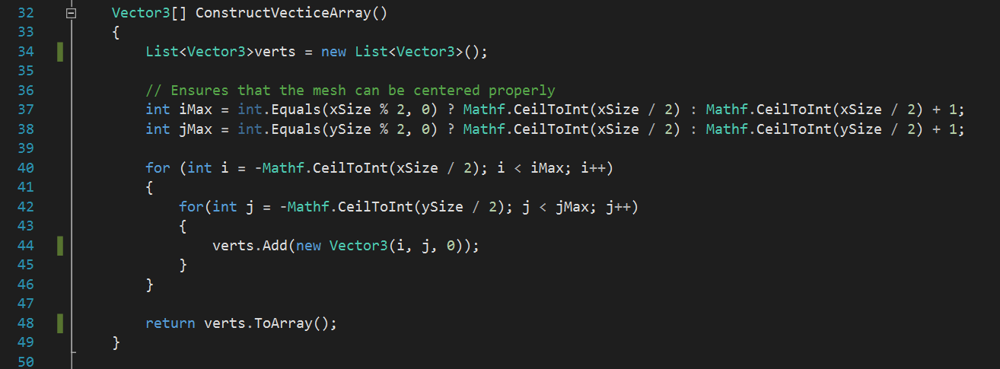 32 Vector3[] ConstructVecticeArray()
33 {
34 List<Vector3>verts = new List<Vector3>();
35
36 // Ensures that the mesh can be centered properly
37 int iMax = int.Equals(xSize % 2, 0) ? Mathf.CeilToInt(xSize / 2) : Mathf.CeilToInt(xSize / 2) + 1;
38 int jMax = int.Equals(ySize % 2, 0) ? Mathf.CeilToInt(xSize / 2) : Mathf.CeilToInt(ySize / 2) + 1;
39
40 for (int i = -Mathf.CeilToInt(xSize / 2); i < iMax; i++)
41 {
42 for(int j = -Mathf.CeilToInt(ySize / 2); j < jMax; j++)
43 {
44 verts.Add(new Vector3(i, j, 0));
45 }
46 }
47
48 return verts.ToArray();
49 }
50